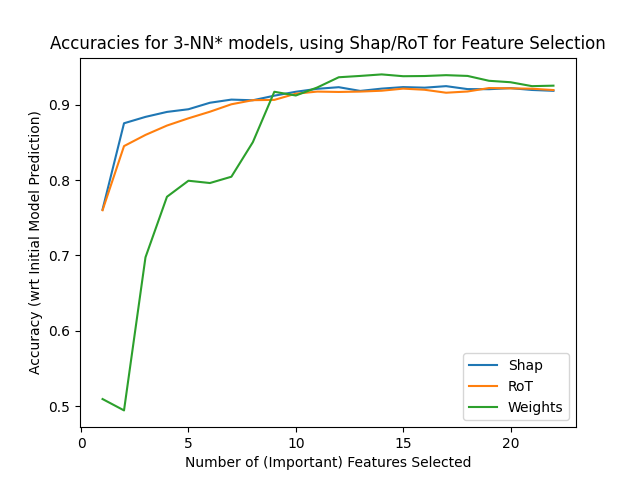 Accuracies for 3-NN* models, using Shap/RoT for Feature Selection
Accuracy (wrt Initial Model Prediction)
0.9
0.8
0.7
0.6
0.5
Shap
RoT
Weights
0 5 10 15 20
Number of (Important) Features Selected